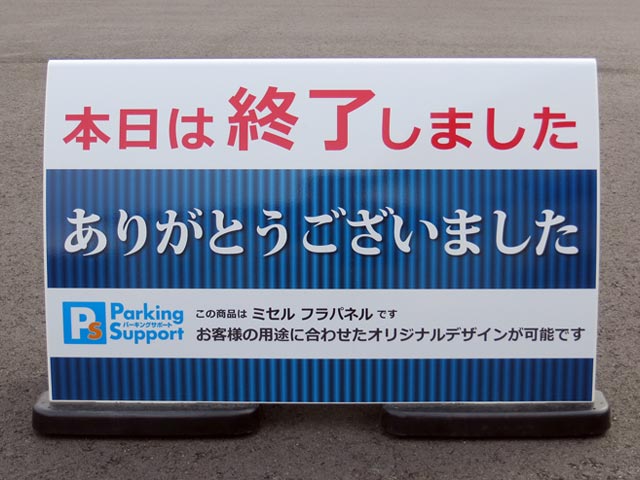 本日は終了しました
ありがとうございました
Ps Parking
パーキングサポート
Support
この商品は ミセル フラパネル です
お客様の用途に合わせたオリジナルデザインが可能です